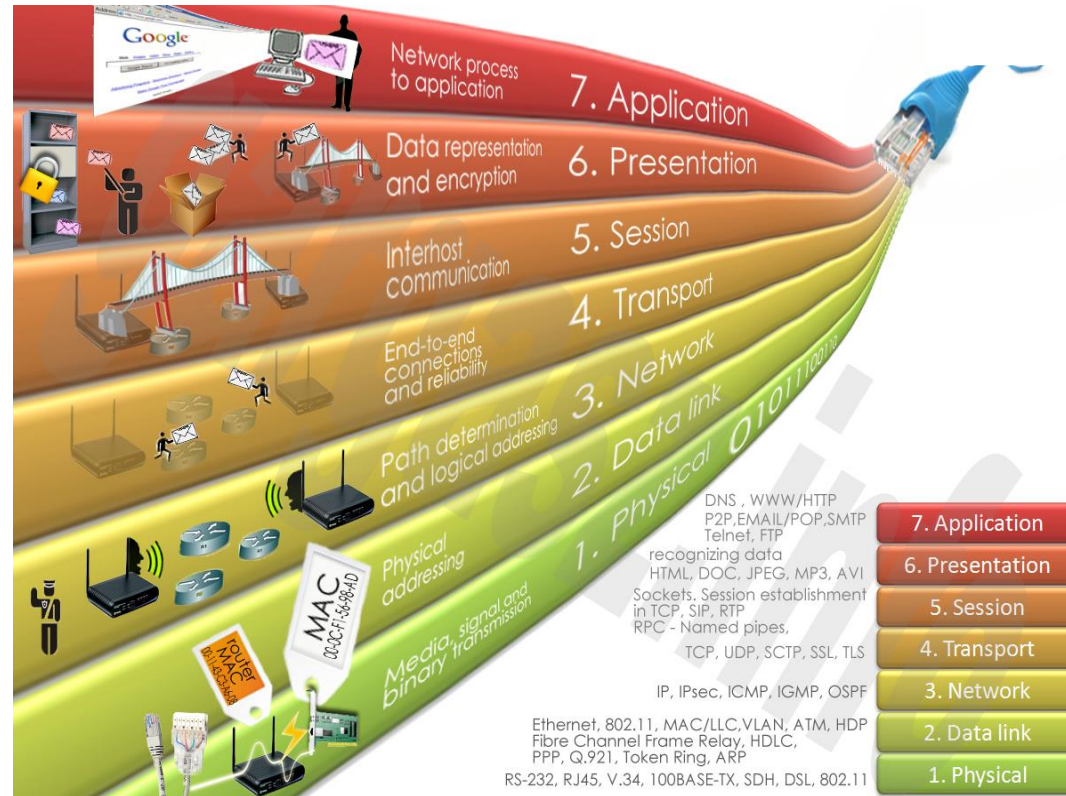 Google
Network process
to application
7. Application
Data representation
and encryption
6. Presentation
Interhost
communication
5. Session
End-to-end
connections
and reliability
4. Transport
Path determination
and logical addressing
3. Network
Physical
addressing
2. Data link
Media, signal and
binary transmission
1. Physical
010111100110
MAC
00-0C-F1-56-98-AD
router
MAC
DNS , WWW/HTTP
P2P,EMAIL/POP,SMTP
Telnet, FTP
7. Application
recognizing data
HTML, DOC, JPEG, MP3, AVI
6. Presentation
Sockets. Session establishment
in TCP, SIP, RTP
RPC - Named pipes,
5. Session
TCP, UDP, SCTP, SSL, TLS
4. Transport
IP, IPsec, ICMP, IGMP, OSPF
3. Network
Ethernet, 802.11, MAC/LLC,VLAN, ATM, HDP
Fibre Channel Frame Relay, HDLC,
PPP, Q.921, Token Ring, ARP
2. Data link
RS-232, RJ45, V.34, 100BASE-TX, SDH, DSL, 802.11
1. Physical